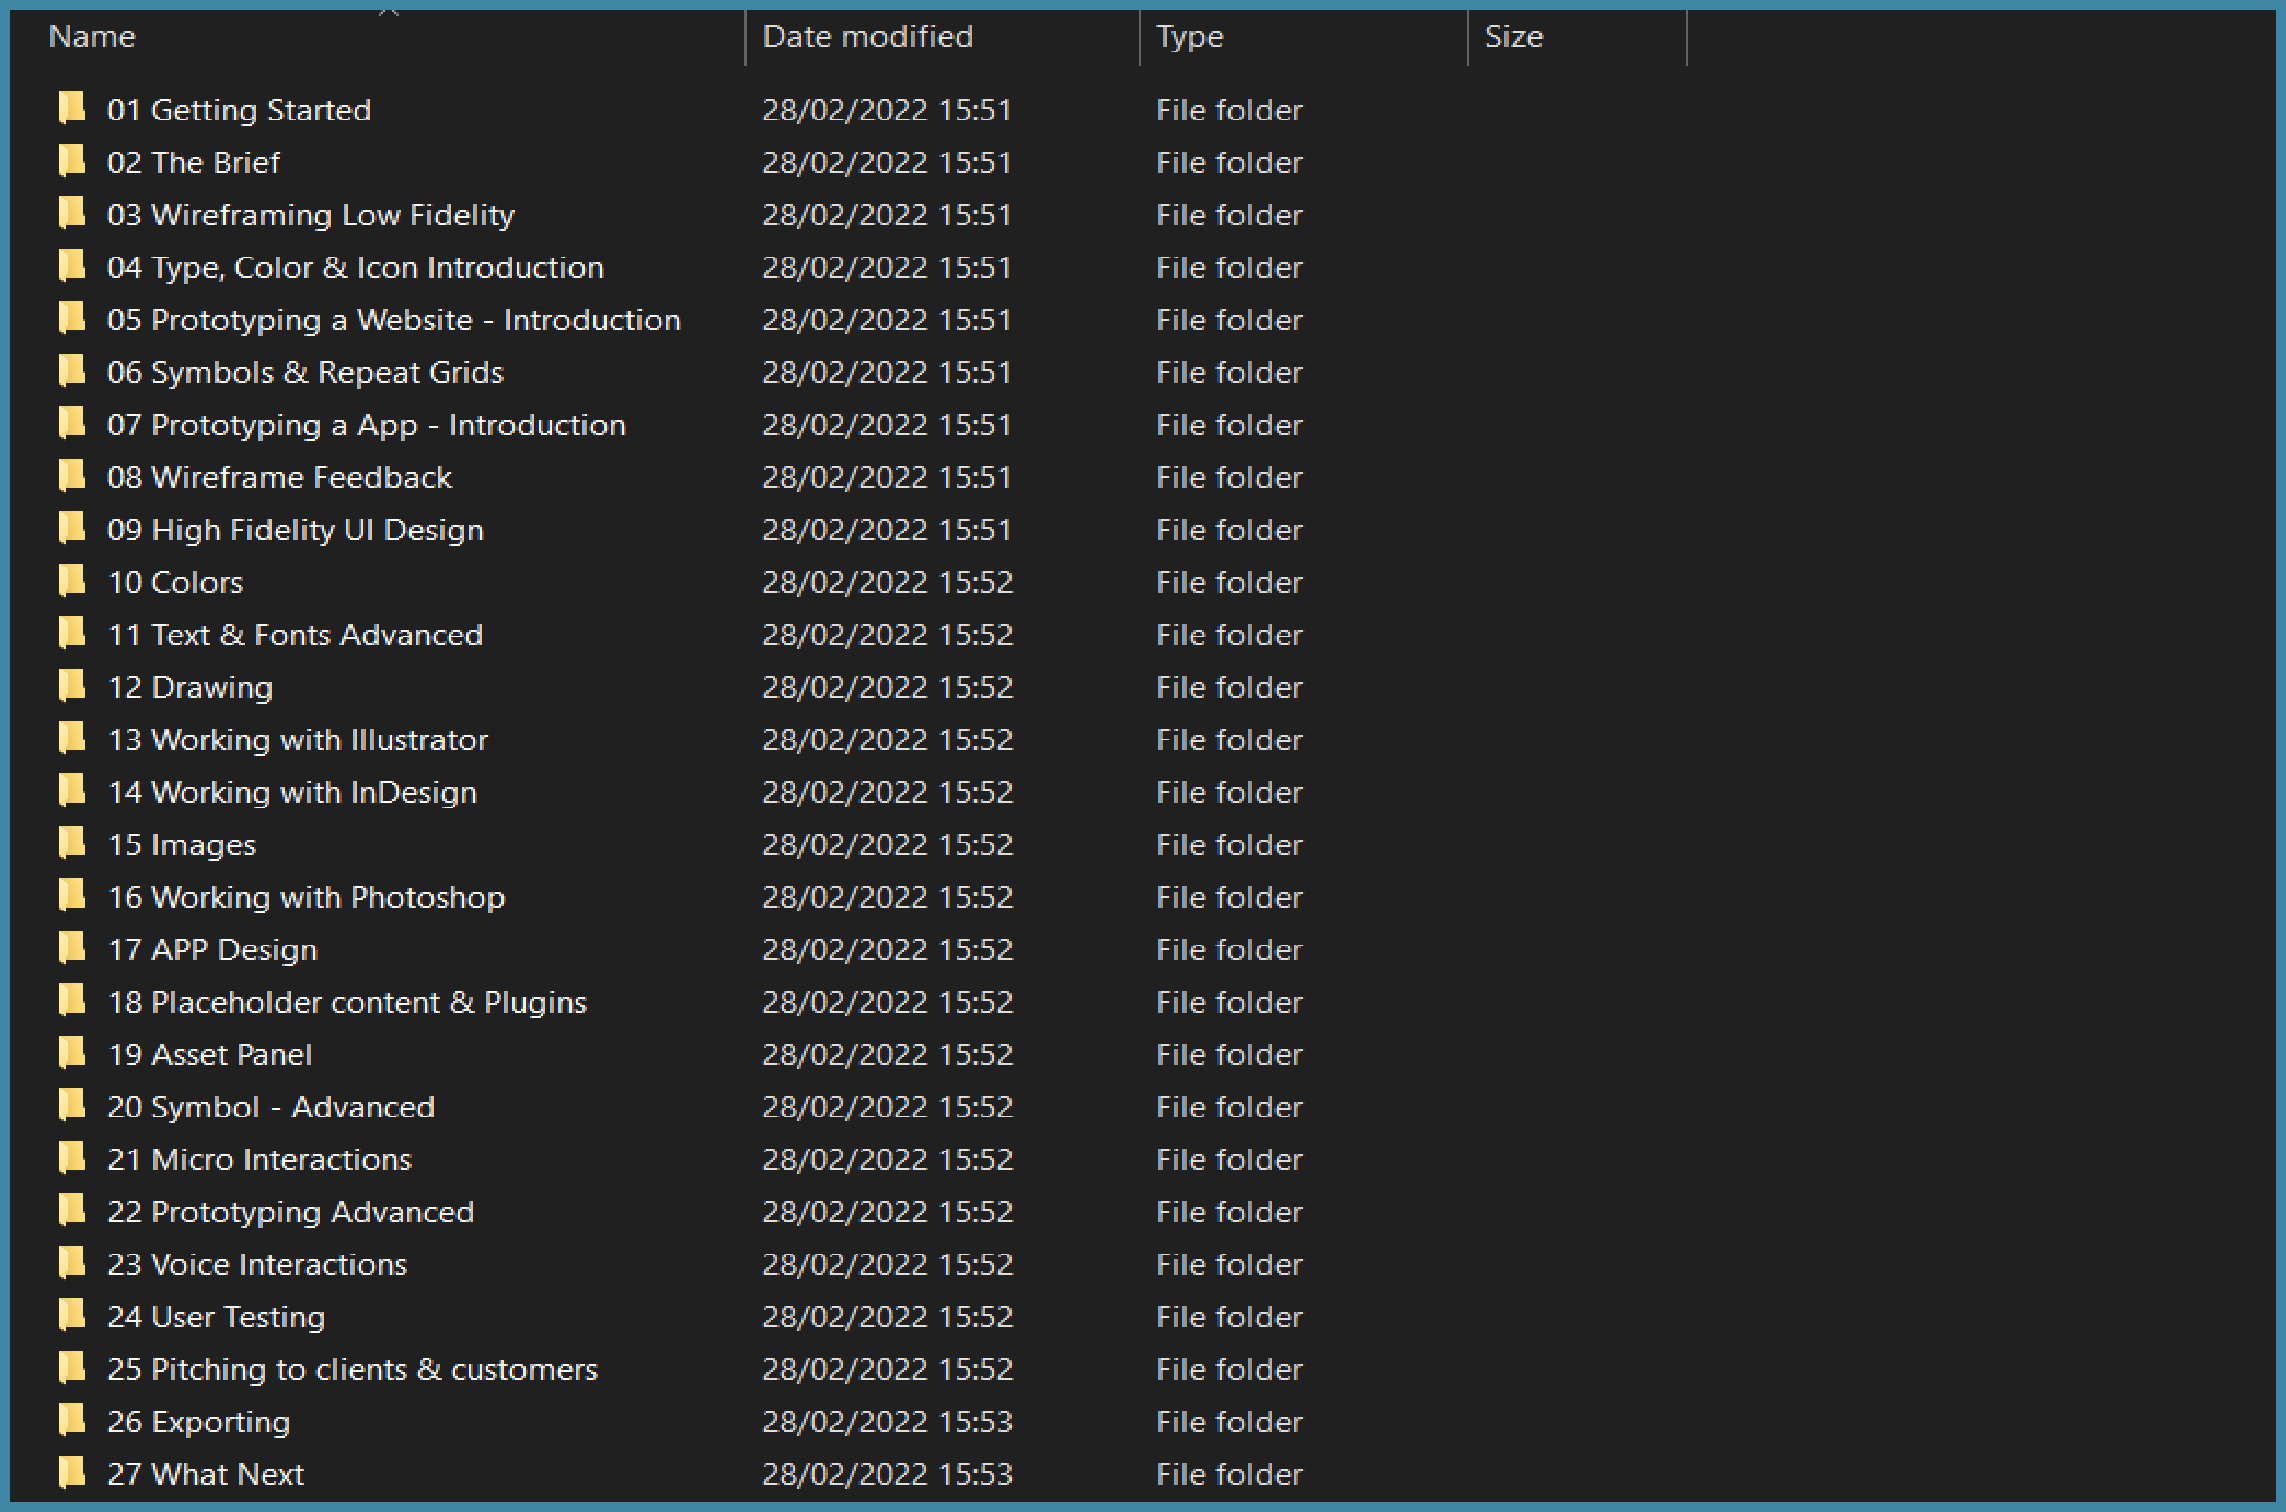 Name Date modified Type Size
01 Getting Started 28/02/2022 15:51 File folder
02 The Brief 28/02/2022 15:51 File folder
03 Wireframing Low Fidelity 28/02/2022 15:51 File folder
04 Type, Color & Icon Introduction 28/02/2022 15:51 File folder
05 Prototyping a Website - Introduction 28/02/2022 15:51 File folder
06 Symbols & Repeat Grids 28/02/2022 15:51 File folder
07 Prototyping a App - Introduction 28/02/2022 15:51 File folder
08 Wireframe Feedback 28/02/2022 15:51 File folder
09 High Fidelity UI Design 28/02/2022 15:51 File folder
10 Colors 28/02/2022 15:52 File folder
11 Text & Fonts Advanced 28/02/2022 15:52 File folder
12 Drawing 28/02/2022 15:52 File folder
13 Working with Illustrator 28/02/2022 15:52 File folder
14 Working with InDesign 28/02/2022 15:52 File folder
15 Images 28/02/2022 15:52 File folder
16 Working with Photoshop 28/02/2022 15:52 File folder
17 APP Design 28/02/2022 15:52 File folder
18 Placeholder content & Plugins 28/02/2022 15:52 File folder
19 Asset Panel 28/02/2022 15:52 File folder
20 Symbol - Advanced 28/02/2022 15:52 File folder
21 Micro Interactions 28/02/2022 15:52 File folder
22 Prototyping Advanced 28/02/2022 15:52 File folder
23 Voice Interactions 28/02/2022 15:52 File folder
24 User Testing 28/02/2022 15:52 File folder
25 Pitching to clients & customers 28/02/2022 15:52 File folder
26 Exporting 28/02/2022 15:53 File folder
27 What Next 28/02/2022 15:53 File folder